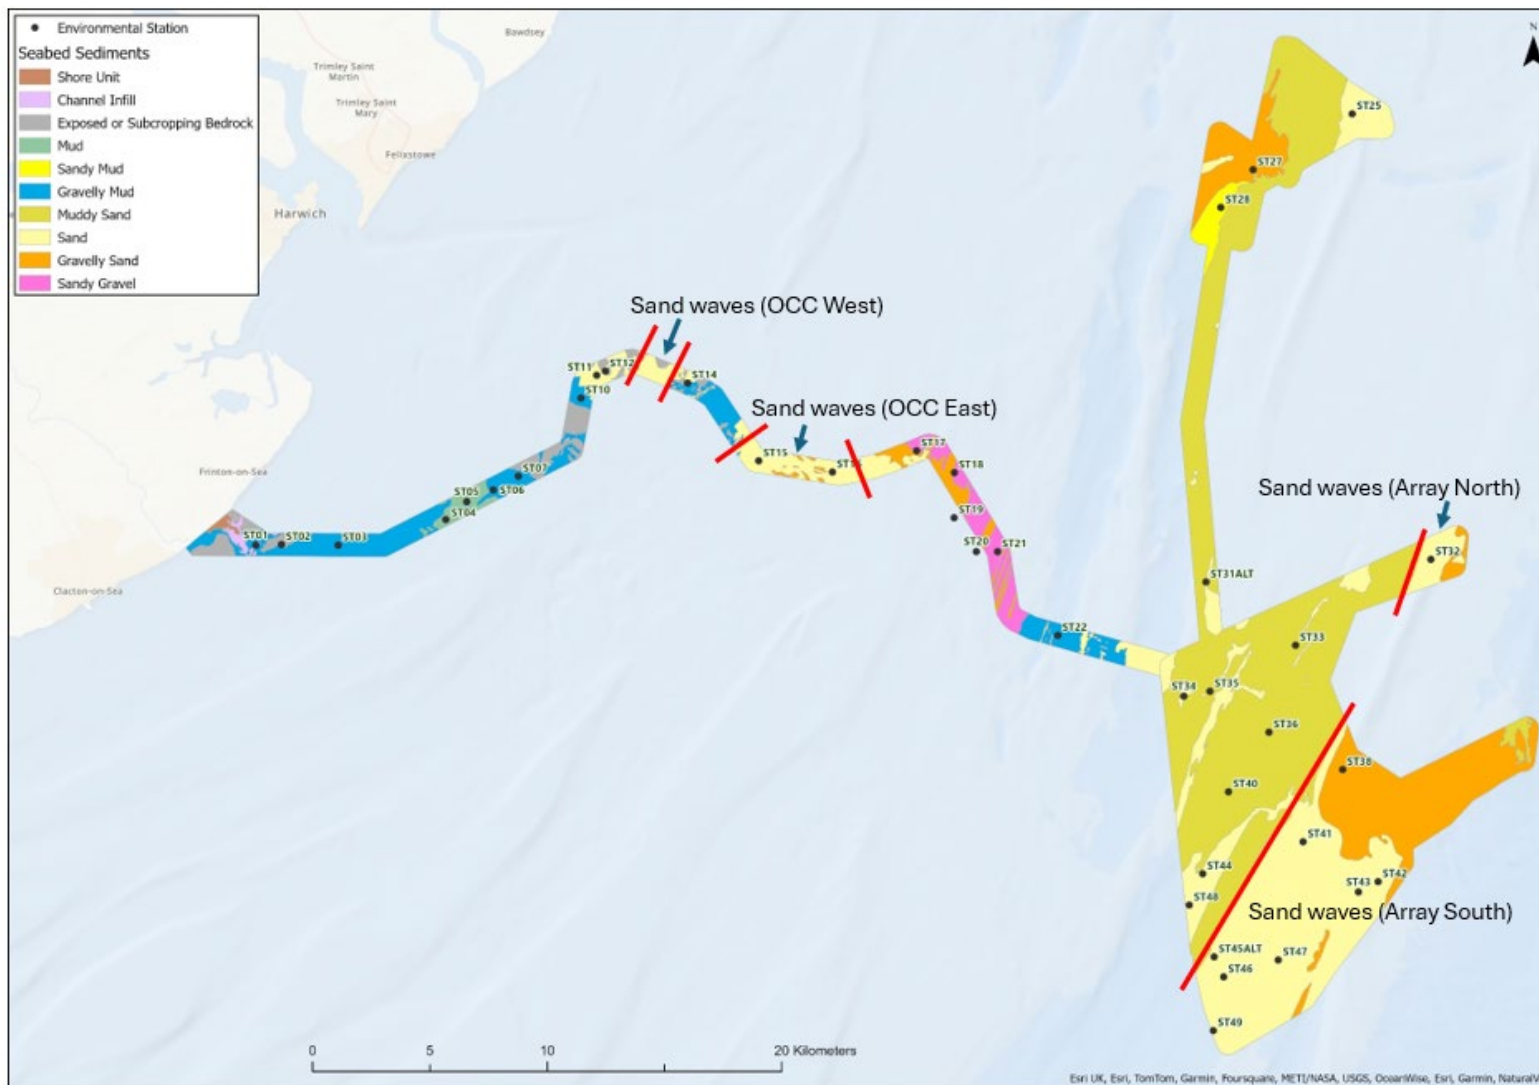 Environmental Station
Seabed Sediments
Shore Unit
Channel Infill
Exposed or Subcropping Bedrock
Mud
Sandy Mud
Gravelly Mud
Muddy Sand
Sand
Gravelly Sand
Sandy Gravel
Bawdsey
Trimley Saint
Martin
Trimley Saint
Mary
Felixstowe
Harwich
Frinton-on-Sea
Clacton-on-Sea
N
ST25
ST27
ST28
Sand waves (OCC West)
ST11
ST12
ST10
ST14
Sand waves (OCC East)
ST15
ST17
ST18
ST19
ST20
ST21
ST22
ST07
ST06
ST05
ST04
ST01
ST02
ST03
Sand waves (Array North)
ST32
ST31ALT
ST33
ST34
ST35
ST36
ST38
ST40
ST41
ST42
ST43
ST44
ST48
Sand waves (Array South)
ST45ALT
ST46
ST47
ST49
0
5
10
20 Kilometers
Esri UK, Esri, TomTom, Garmin, Foursquare, METI/NASA, USGS, OceanWise, Esri, Garmin,